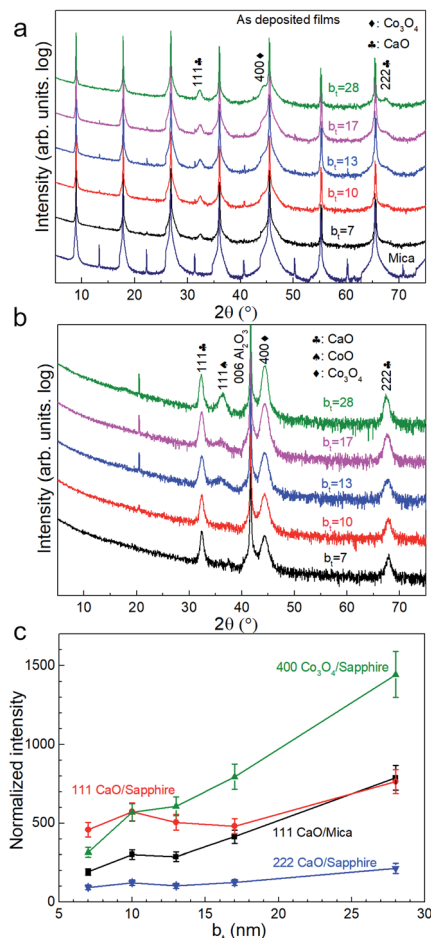 a
As deposited films
♦: Co₃O₄
♣: CaO
111♣
400♦
222♣
bₜ=28
bₜ=17
bₜ=13
bₜ=10
bₜ=7
Mica
Intensity (arb. units. log)
10 20 30 40 50 60 70
2θ (°)
b
111♣
111♠
006 Al₂O₃
400♦
♣: CaO
♠: CoO
♦: Co₃O₄
222♣
bₜ=28
bₜ=17
bₜ=13
bₜ=10
bₜ=7
Intensity (arb. units. log)
10 20 30 40 50 60 70
2θ (°)
c
1500
1000
500
0
Normalized intensity
400 Co₃O₄/Sapphire
111 CaO/Sapphire
111 CaO/Mica
222 CaO/Sapphire
5 10 15 20 25 30
bₜ (nm)